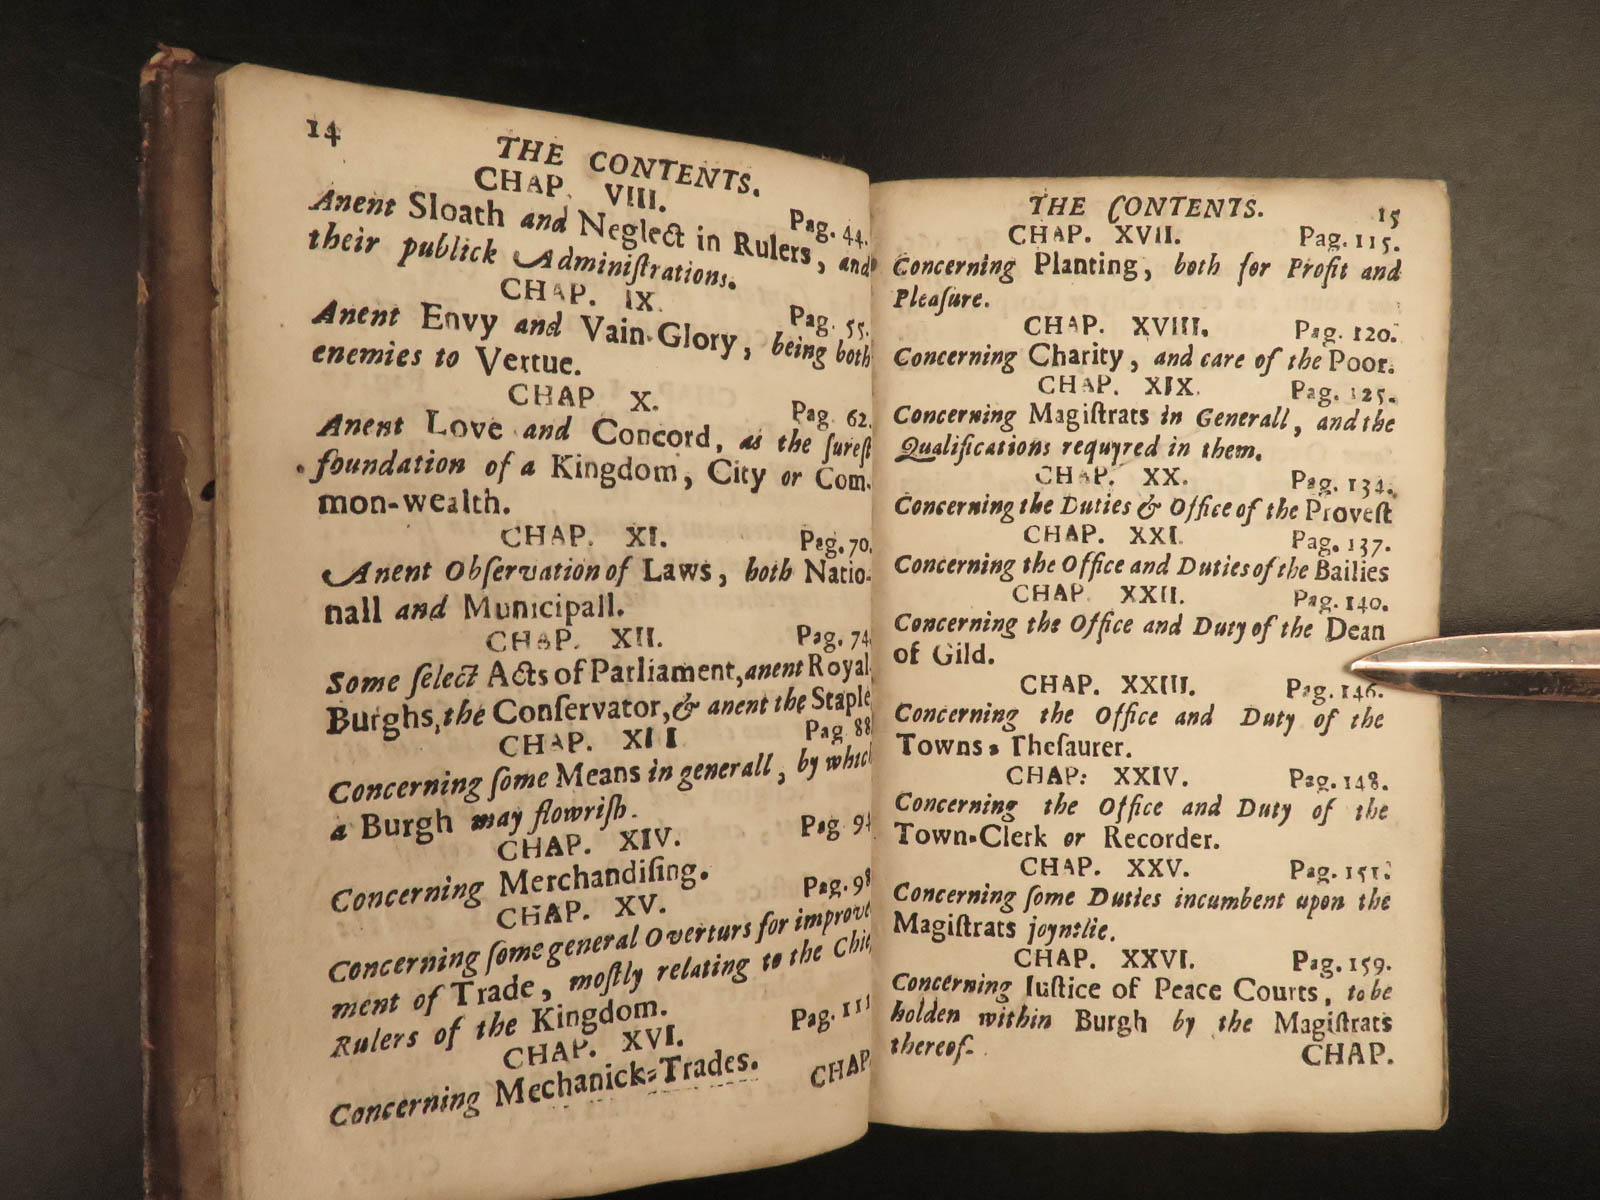 14
THE CONTENTS.
CHAP. VIII. Pag. 44.
Anent Sloath and Neglect in Rulers, and
their publick Administrations.
CHAP. IX. Pag. 55.
Anent Envy and Vain-Glory, being both
enemies to Vertue.
CHAP X. Pag. 62.
Anent Love and Concord, as the surest
foundation of a Kingdom, City or Com-
mon-wealth.
CHAP. XI. Pag. 70.
Anent Observation of Laws, both Natio-
nall and Municipall.
CHAP. XII. Pag. 74
Some select Acts of Parliament, anent Royal
Burghs, the Conservator, & anent the Staple
CHAP. XIII Pag 88
Concerning some Means in generall, by which
a Burgh may flowrish.
CHAP. XIV. Pag 94
Concerning Merchandising.
CHAP. XV. Pag. 98
Concerning some general Overturs for improve
ment of Trade, mostly relating to the Chie
Rulers of the Kingdom.
CHAP. XVI. Pag. 111
Concerning Mechanick-Trades.
CHAP.
THE CONTENTS. 15
CHAP. XVII. Pag. 115.
Concerning Planting, both for Profit and
Pleasure.
CHAP. XVIII. Pag. 120.
Concerning Charity, and care of the Poor.
CHAP. XIX. Pag. 125.
Concerning Magistrats in Generall, and the
Qualifications requyred in them.
CHAP. XX. Pag. 134.
Concerning the Duties & Office of the Provest
CHAP. XXI. Pag. 137.
Concerning the Office and Duties of the Bailies
CHAP. XXII. Pag. 140.
Concerning the Office and Duty of the Dean
of Gild.
CHAP. XXIII. Pag. 146.
Concerning the Office and Duty of the
Towns-Thesaurer.
CHAP: XXIV. Pag. 148.
Concerning the Office and Duty of the
Town-Clerk or Recorder.
CHAP. XXV. Pag. 151.
Concerning some Duties incumbent upon the
Magistrats joyntlie.
CHAP. XXVI. Pag. 159.
Concerning Iustice of Peace Courts, to be
holden within Burgh by the Magistrats
thereof.
CHAP.